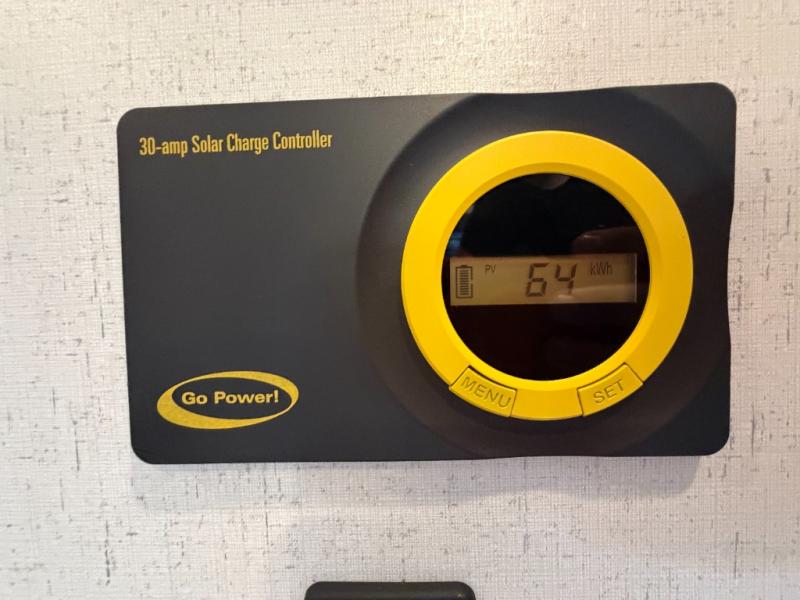 30-amp Solar Charge Controller
PV 64 kWh
MENU SET
Go Power!